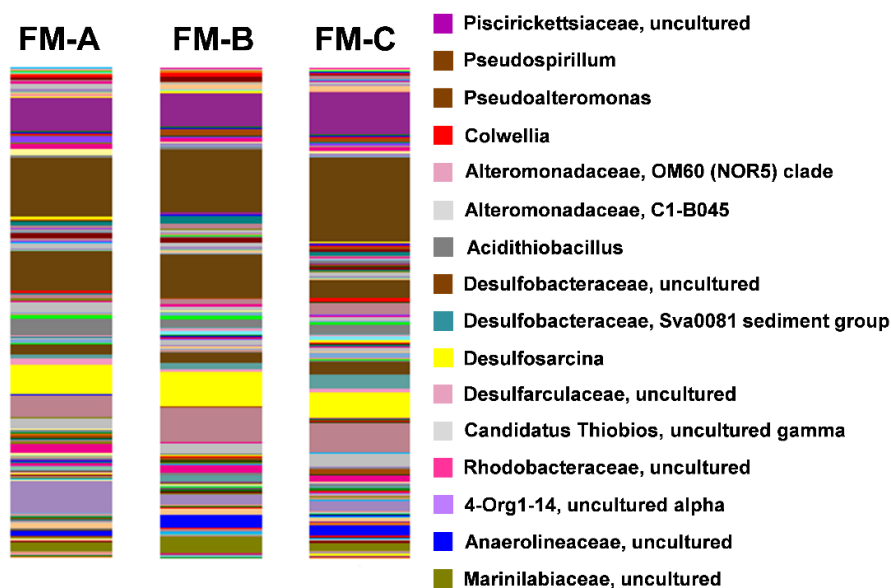 FM-A FM-B FM-C
Piscirickettsiaceae, uncultured
Pseudospirillum
Pseudoalteromonas
Colwellia
Alteromonadaceae, OM60 (NOR5) clade
Alteromonadaceae, C1-B045
Acidithiobacillus
Desulfobacteraceae, uncultured
Desulfobacteraceae, Sva0081 sediment group
Desulfosarcina
Desulfarculaceae, uncultured
Candidatus Thiobios, uncultured gamma
Rhodobacteraceae, uncultured
4-Org1-14, uncultured alpha
Anaerolineaceae, uncultured
Marinilabiaceae, uncultured